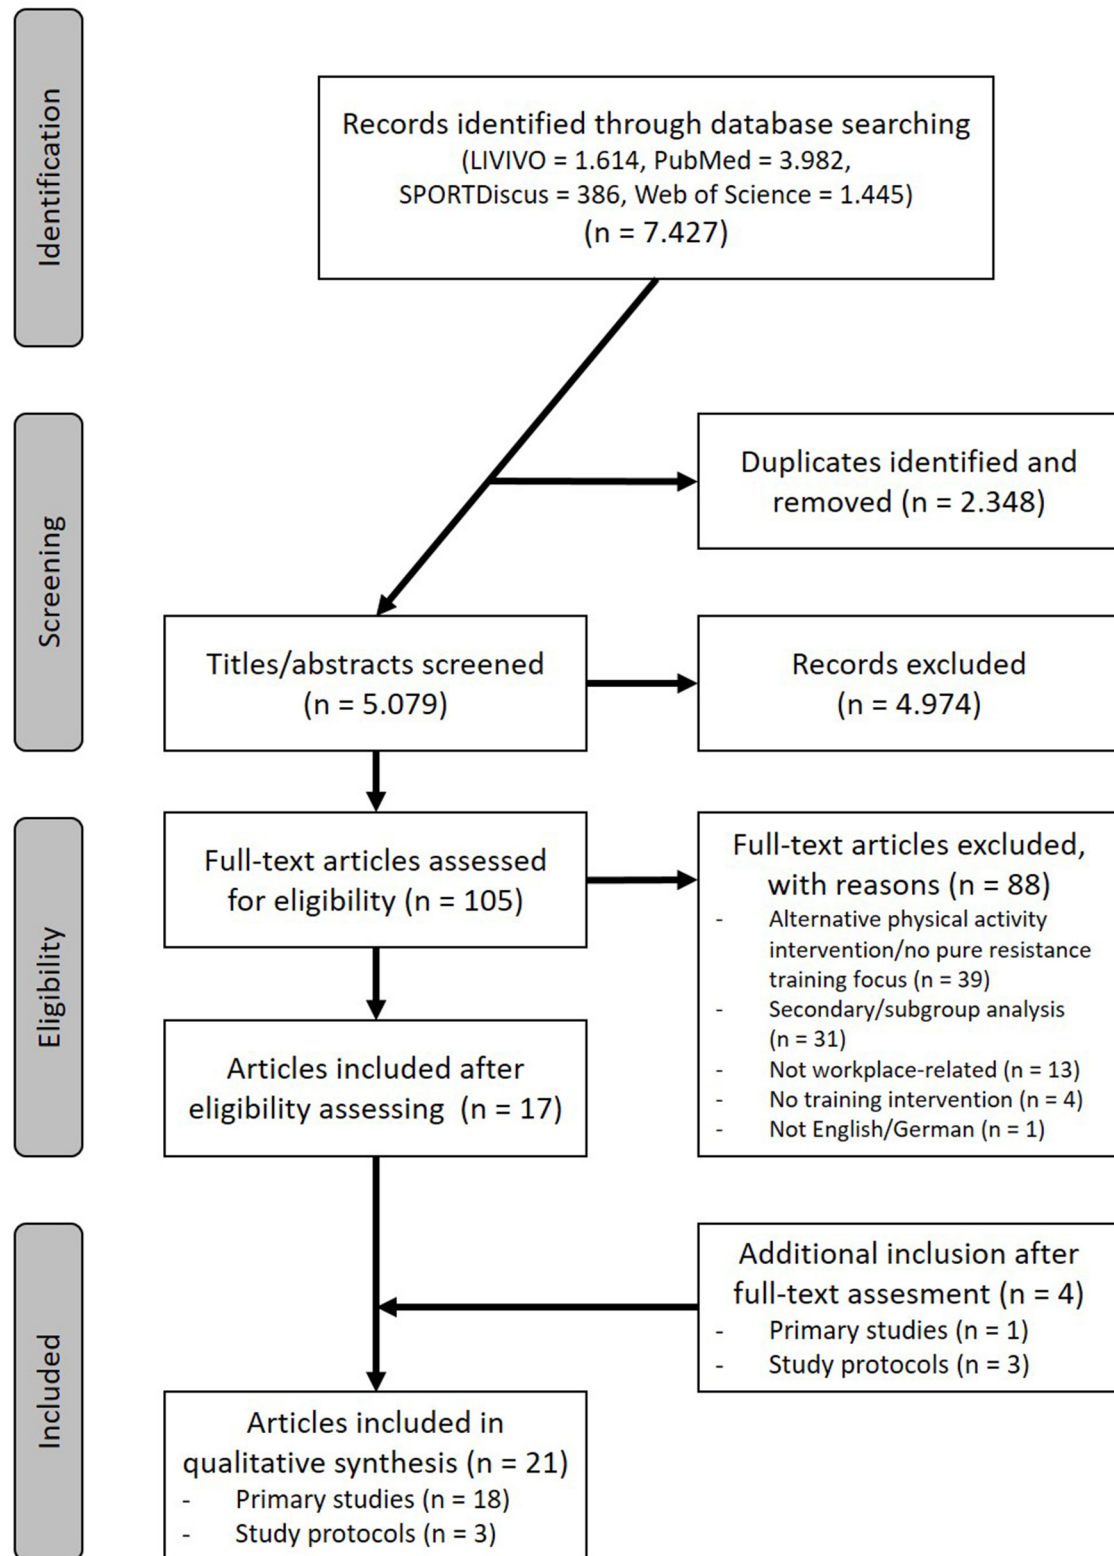 Identification
Records identified through database searching
(LIVIVO = 1.614, PubMed = 3.982,
SPORTDiscus = 386, Web of Science = 1.445)
(n = 7.427)
Screening
Duplicates identified and
removed (n = 2.348)
Titles/abstracts screened
(n = 5.079)
Records excluded
(n = 4.974)
Eligibility
Full-text articles assessed
for eligibility (n = 105)
Full-text articles excluded,
with reasons (n = 88)
- Alternative physical activity
intervention/no pure resistance
training focus (n = 39)
- Secondary/subgroup analysis
(n = 31)
- Not workplace-related (n = 13)
- No training intervention (n = 4)
- Not English/German (n = 1)
Articles included after
eligibility assessing (n = 17)
Included
Additional inclusion after
full-text assesment (n = 4)
- Primary studies (n = 1)
- Study protocols (n = 3)
Articles included in
qualitative synthesis (n = 21)
- Primary studies (n = 18)
- Study protocols (n = 3)